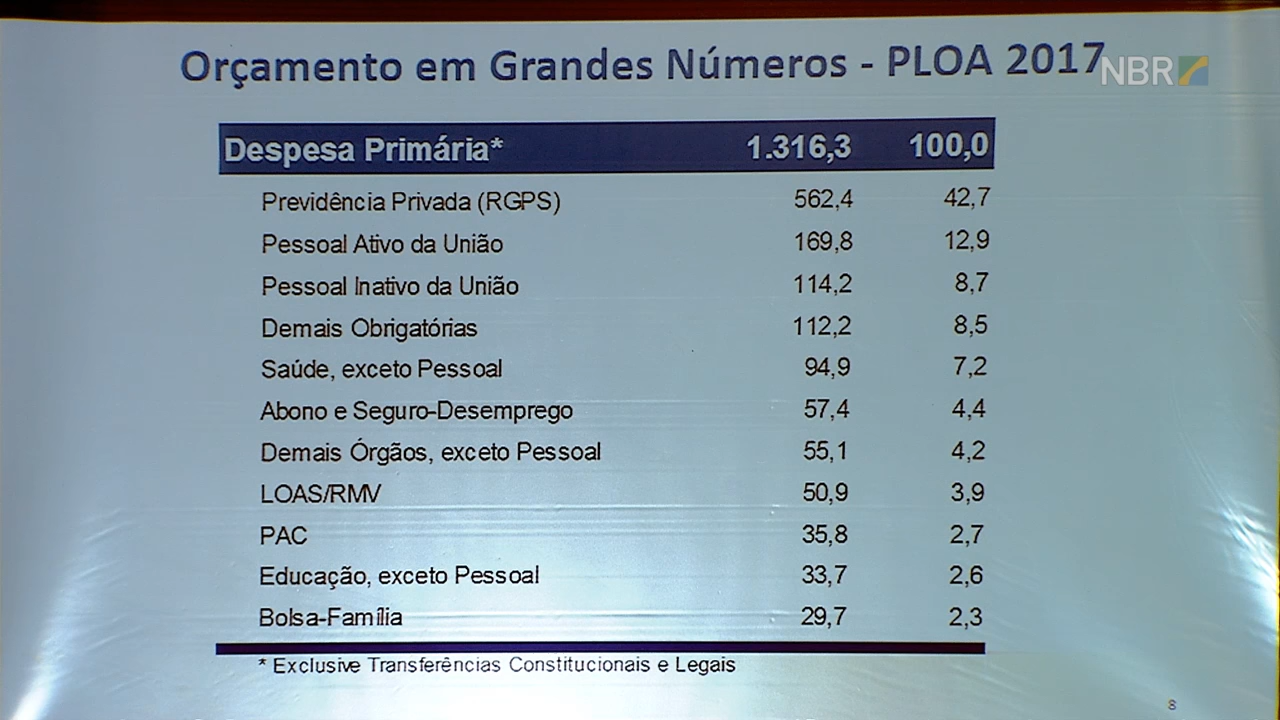 Orçamento em Grandes Números - PLOA 2017
NBR
Despesa Primária* 1.316,3 100,0
Previdência Privada (RGPS) 562,4 42,7
Pessoal Ativo da União 169,8 12,9
Pessoal Inativo da União 114,2 8,7
Demais Obrigatórias 112,2 8,5
Saúde, exceto Pessoal 94,9 7,2
Abono e Seguro-Desemprego 57,4 4,4
Demais Órgãos, exceto Pessoal 55,1 4,2
LOAS/RMV 50,9 3,9
PAC 35,8 2,7
Educação, exceto Pessoal 33,7 2,6
Bolsa-Família 29,7 2,3
* Exclusive Transferências Constitucionais e Legais
8